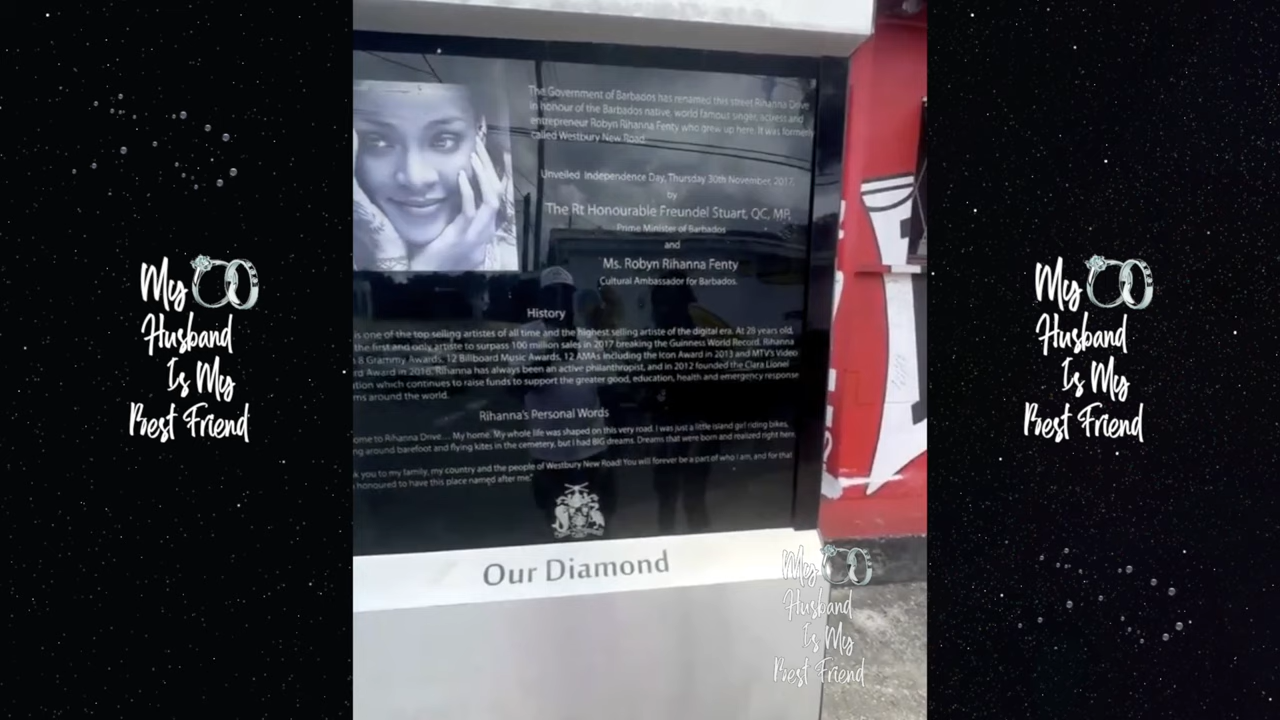 The Government of Barbados has renamed this street Rihanna Drive
in honour of the Barbados native, world famous singer, actress and
entrepreneur Robyn Rihanna Fenty who grew up here. It was formerly
called Westbury New Road.
Unveiled Independence Day, Thursday 30th November, 2017,
by
The Rt Honourable Freundel Stuart, QC, MP,
Prime Minister of Barbados
and
Ms. Robyn Rihanna Fenty
Cultural Ambassador for Barbados.
History
is one of the top selling artistes of all time and the highest selling artiste of the digital era. At 28 years old,
the first and only artiste to surpass 100 million sales in 2017 breaking the Guinness World Record. Rihanna
8 Grammy Awards, 12 Billboard Music Awards, 12 AMAs including the Icon Award in 2013 and MTV's Video
rd Award in 2016. Rihanna has always been an active philanthropist, and in 2012 founded the Clara Lionel
tion which continues to raise funds to support the greater good, education, health and emergency response
ms around the world.
Rihanna's Personal Words
ome to Rihanna Drive... My home. My whole life was shaped on this very road. I was just a little island girl riding bikes,
ng around barefoot and flying kites in the cemetery, but I had BIG dreams. Dreams that were born and realized right here.
k you to my family, my country and the people of Westbury New Road! You will forever be a part of who I am, and for that
honoured to have this place named after me."
Our Diamond
My
Husband
Is My
Best Friend
My
Husband
Is My
Best Friend
My
Husband
Is My
Best Friend